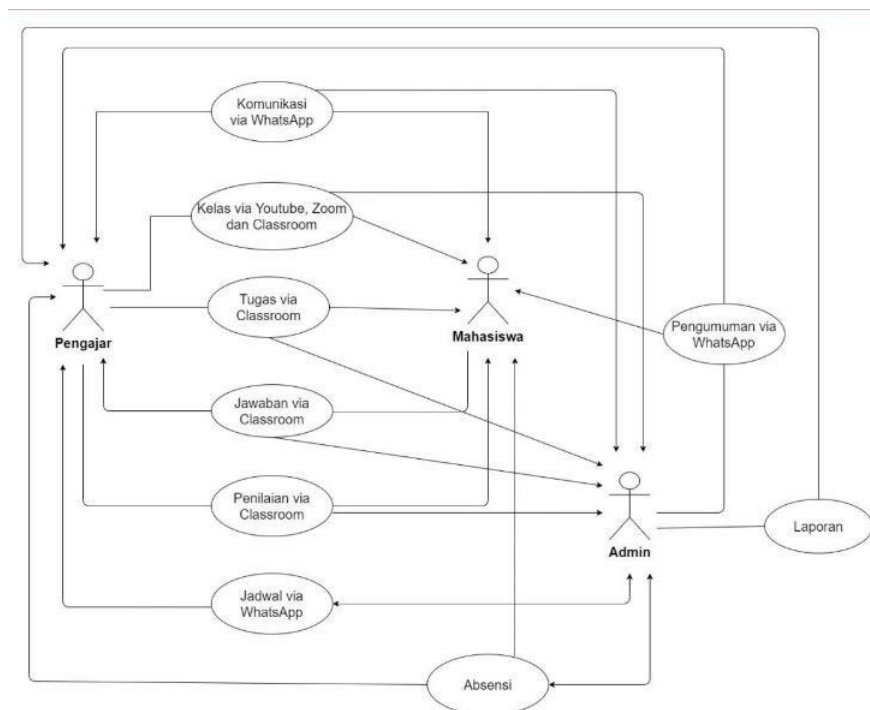 Komunikasi
via WhatsApp
Kelas via Youtube, Zoom
dan Classroom
Pengajar
Tugas via
Classroom
Mahasiswa
Pengumuman via
WhatsApp
Jawaban via
Classroom
Penilaian via
Classroom
Admin
Laporan
Jadwal via
WhatsApp
Absensi